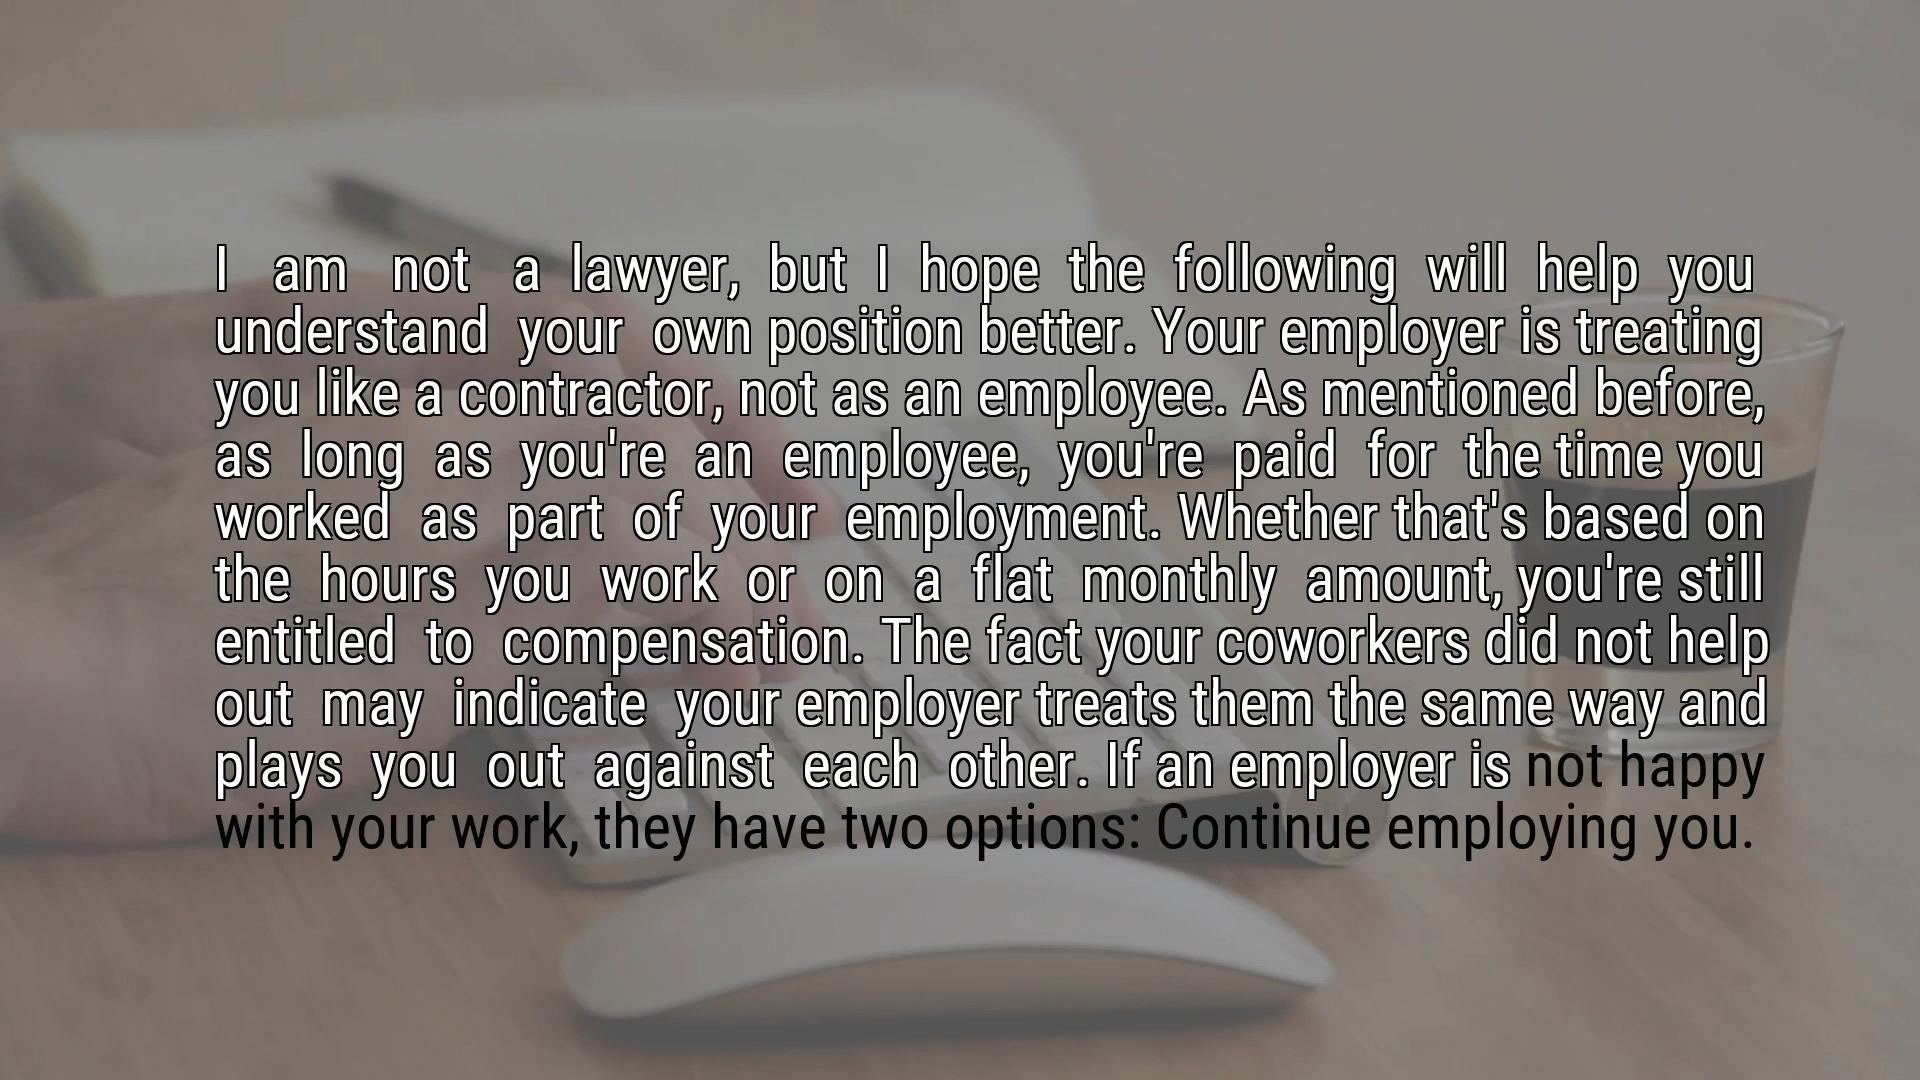 I am not a lawyer, but I hope the following will help you
understand your own position better. Your employer is treating
you like a contractor, not as an employee. As mentioned before,
as long as you're an employee, you're paid for the time you
worked as part of your employment. Whether that's based on
the hours you work or on a flat monthly amount, you're still
entitled to compensation. The fact your coworkers did not help
out may indicate your employer treats them the same way and
plays you out against each other. If an employer is not happy
with your work, they have two options: Continue employing you.